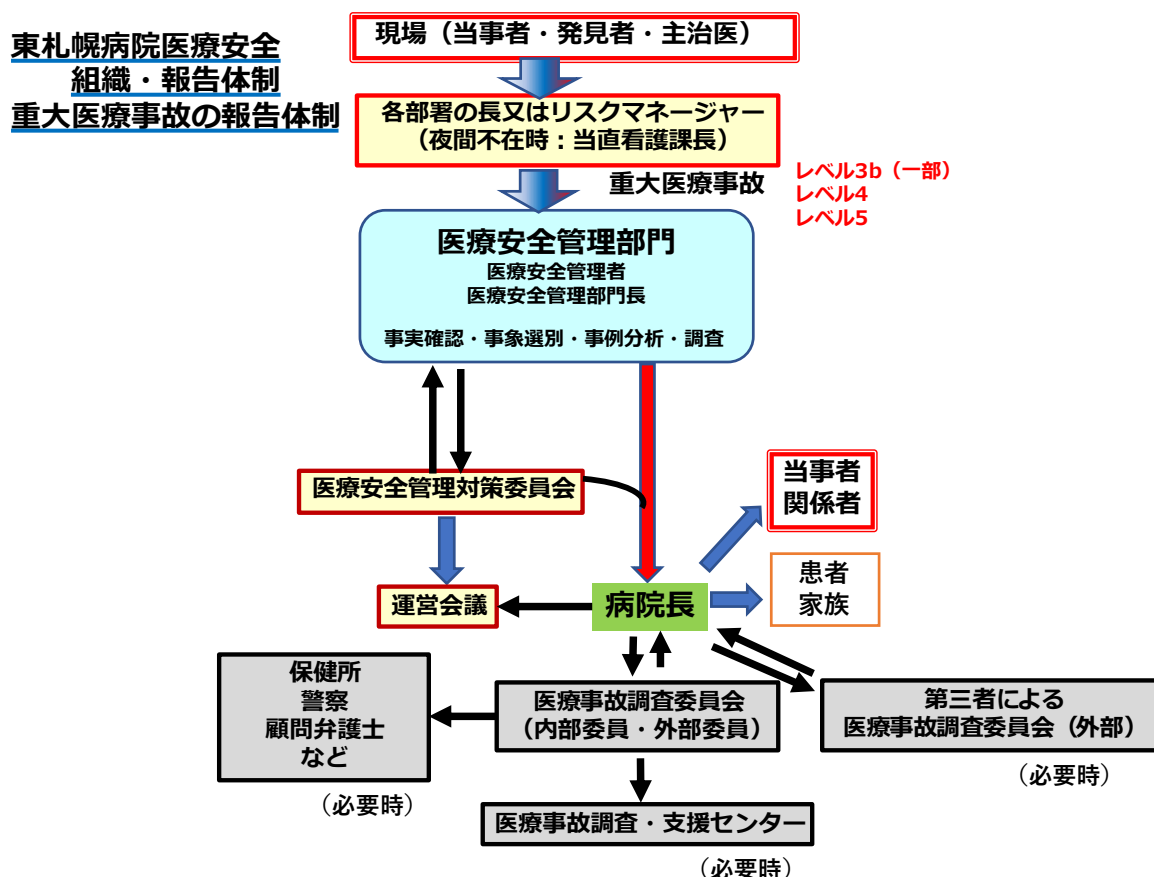 東札幌病院医療安全
組織・報告体制
重大医療事故の報告体制
現場（当事者・発見者・主治医）
各部署の長又はリスクマネージャー
（夜間不在時：当直看護課長）
重大医療事故
レベル3b（一部）
レベル4
レベル5
医療安全管理部門
医療安全管理者
医療安全管理部門長
事実確認・事象選別・事例分析・調査
医療安全管理対策委員会
当事者
関係者
運営会議
病院長
患者
家族
保健所
警察
顧問弁護士
など
（必要時）
医療事故調査委員会
（内部委員・外部委員）
第三者による
医療事故調査委員会（外部）
（必要時）
医療事故調査・支援センター
（必要時）